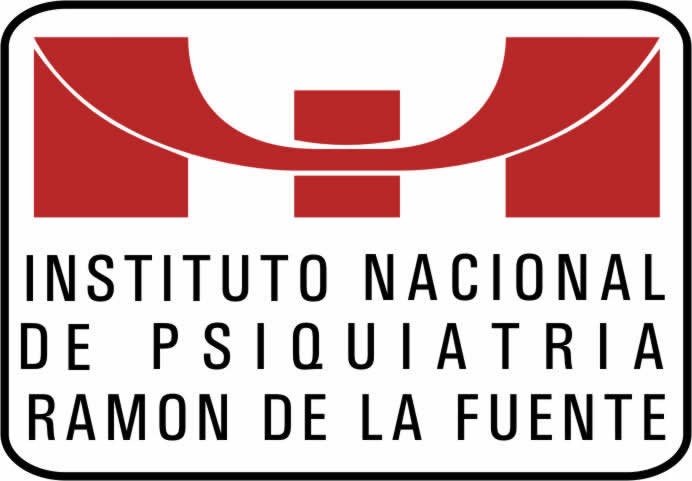 INSTITUTO NACIONAL
DE PSIQUIATRIA
RAMON DE LA FUENTE